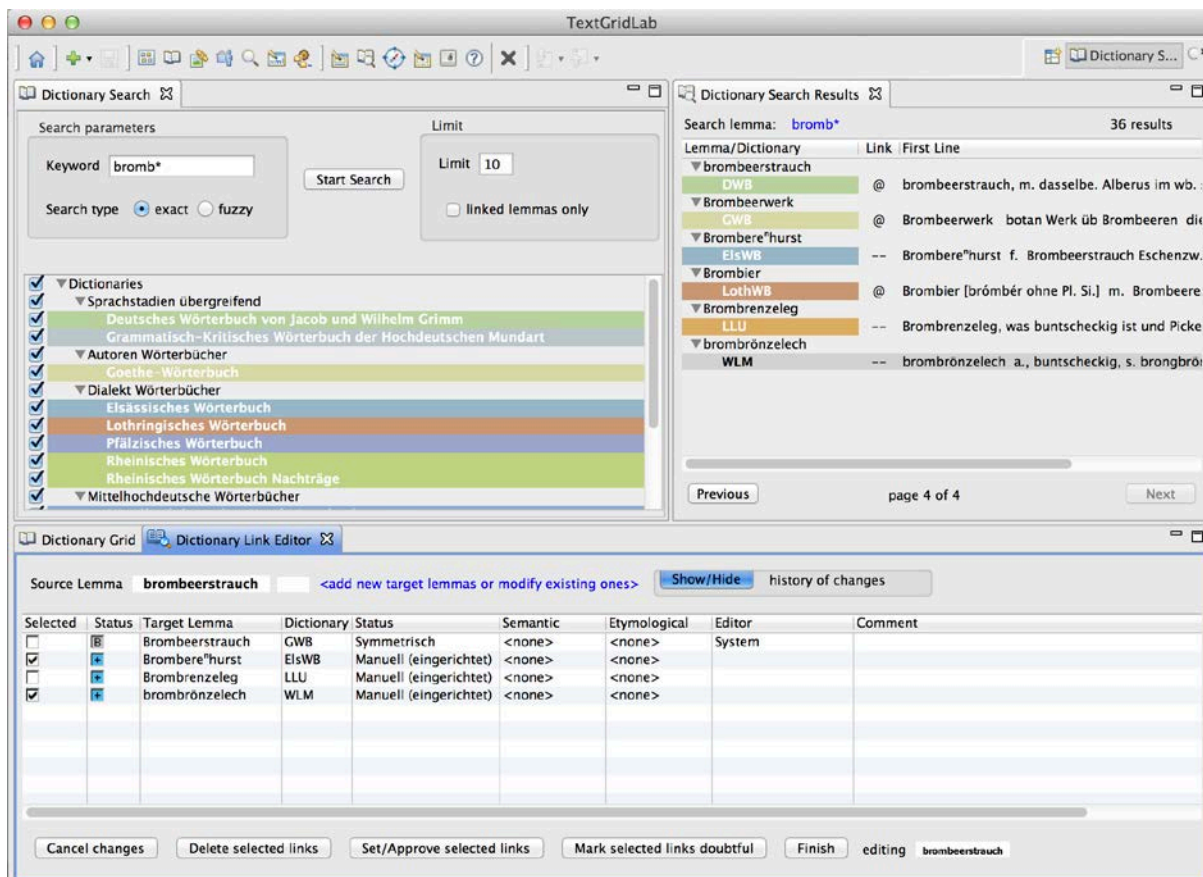 TextGridLab
Dictionary S...
Dictionary Search
Search parameters
Keyword bromb*
Search type exact fuzzy
Start Search
Limit
Limit 10
linked lemmas only
Dictionaries
Sprachstadien übergreifend
Deutsches Wörterbuch von Jacob und Wilhelm Grimm
Grammatisch-Kritisches Wörterbuch der Hochdeutschen Mundart
Autoren Wörterbücher
Goethe-Wörterbuch
Dialekt Wörterbücher
Elsässisches Wörterbuch
Lothringisches Wörterbuch
Pfälzisches Wörterbuch
Rheinisches Wörterbuch
Rheinisches Wörterbuch Nachträge
Mittelhochdeutsche Wörterbücher
Dictionary Search Results
Search lemma: bromb* 36 results
Lemma/Dictionary Link First Line
brombeerstrauch
DWB @ brombeerstrauch, m. dasselbe. Alberus im wb.
Brombeerwerk
GWB @ Brombeerwerk botan Werk üb Brombeeren die
Brombereⁿhurst
ElsWB -- Brombereⁿhurst f. Brombeerstrauch Eschenzw.
Brombier
LothWB @ Brombier [brómbér ohne Pl. Si.] m. Brombeere
Brombrenzeleg
LLU -- Brombrenzeleg, was buntscheckig ist und Picke
brombrönzelech
WLM -- brombrönzelech a., buntscheckig, s. brongbrön
Previous page 4 of 4 Next
Dictionary Grid Dictionary Link Editor
Source Lemma brombeerstrauch <add new target lemmas or modify existing ones> Show/Hide history of changes
Selected Status Target Lemma Dictionary Status Semantic Etymological Editor Comment
B Brombeerstrauch GWB Symmetrisch <none> <none> System
+ Brombereⁿhurst ElsWB Manuell (eingerichtet) <none> <none>
+ Brombrenzeleg LLU Manuell (eingerichtet) <none> <none>
+ brombrönzelech WLM Manuell (eingerichtet) <none> <none>
Cancel changes Delete selected links Set/Approve selected links Mark selected links doubtful Finish editing brombeerstrauch